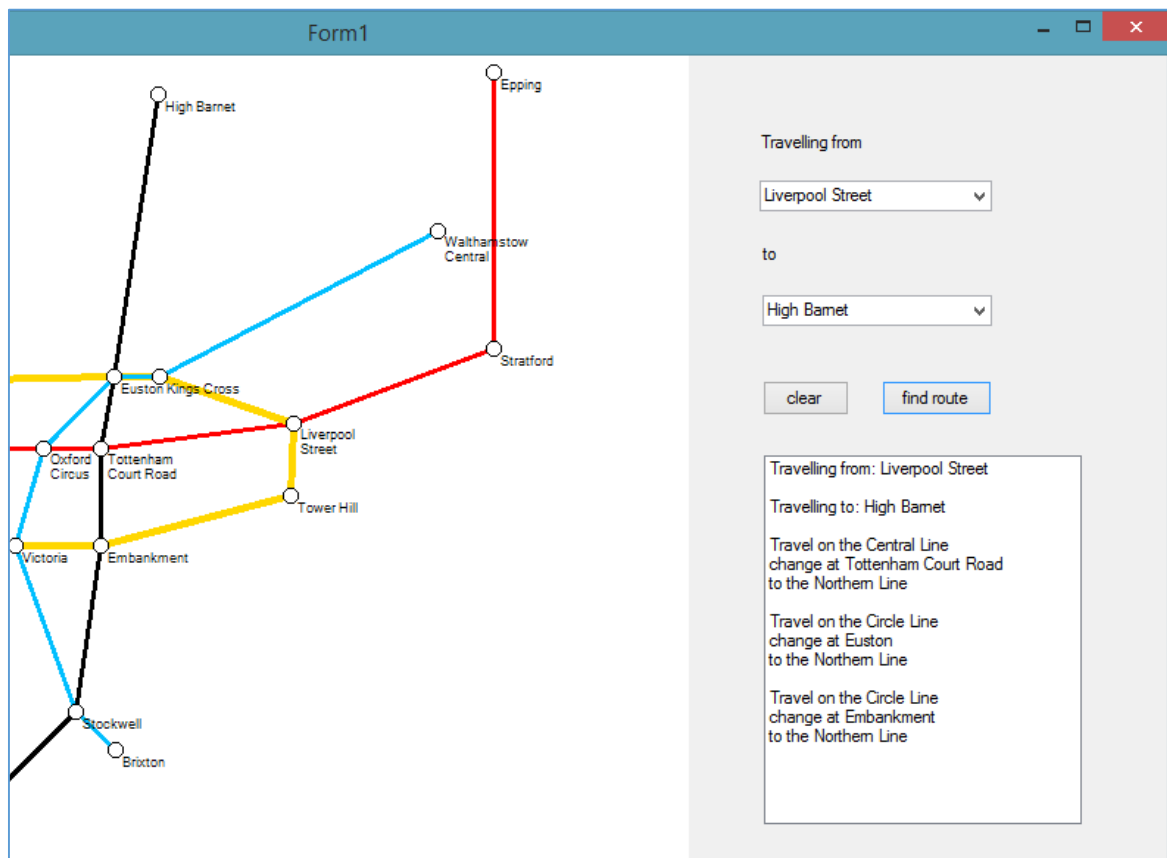 Form1
High Barnet
Epping
Walthamstow
Central
Euston Kings Cross
Stratford
Liverpool
Street
Oxford
Circus
Tottenham
Court Road
Tower Hill
Victoria
Embankment
Stockwell
Brixton
Travelling from
Liverpool Street
to
High Barnet
clear
find route
Travelling from: Liverpool Street
Travelling to: High Barnet
Travel on the Central Line
change at Tottenham Court Road
to the Northern Line
Travel on the Circle Line
change at Euston
to the Northern Line
Travel on the Circle Line
change at Embankment
to the Northern Line